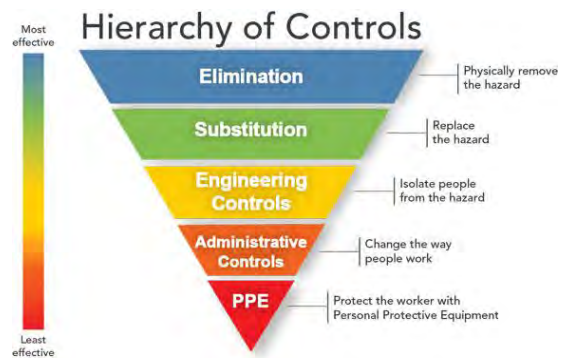 Hierarchy of Controls
Most
effective
Elimination
Physically remove
the hazard
Substitution
Replace
the hazard
Engineering
Controls
Isolate people
from the hazard
Administrative
Controls
Change the way
people work
PPE
Protect the worker with
Personal Protective Equipment
Least
effective